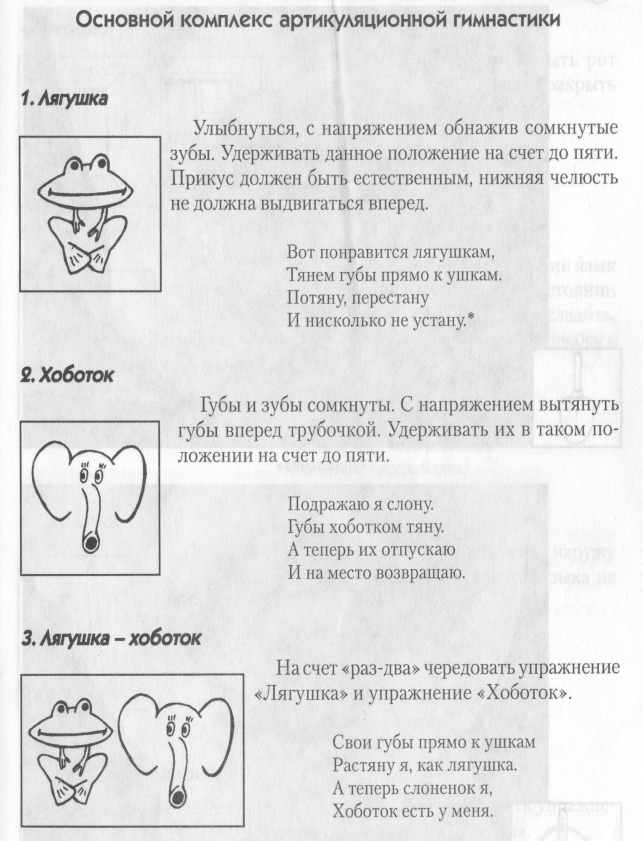 Основной комплекс артикуляционной гимнастики
1. Лягушка
Улыбнуться, с напряжением обнажив сомкнутые
зубы. Удерживать данное положение на счет до пяти.
Прикус должен быть естественным, нижняя челюсть
не должна выдвигаться вперед.
Вот понравится лягушкам,
Тянем губы прямо к ушкам.
Потяну, перестану
И нисколько не устану.*
2. Хоботок
Губы и зубы сомкнуты. С напряжением вытянуть
губы вперед трубочкой. Удерживать их в таком по-
ложении на счет до пяти.
Подражаю я слону.
Губы хоботком тяну.
А теперь их отпускаю
И на место возвращаю.
3. Лягушка – хоботок
На счет «раз-два» чередовать упражнение
«Лягушка» и упражнение «Хоботок».
Свои губы прямо к ушкам
Растяну я, как лягушка.
А теперь слоненок я,
Хоботок есть у меня.